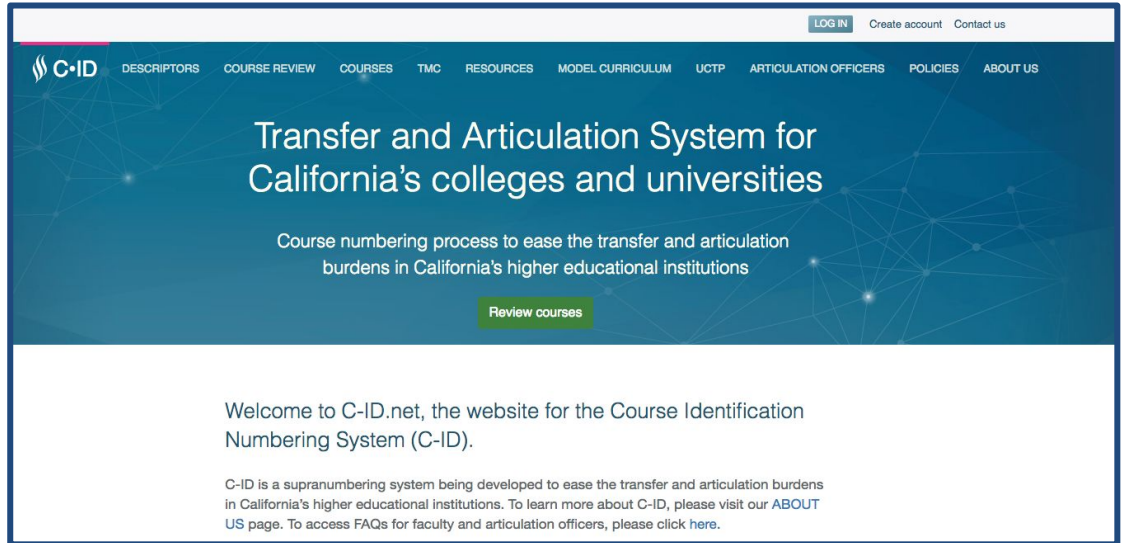 LOG IN Create account Contact us
C•ID DESCRIPTORS COURSE REVIEW COURSES TMC RESOURCES MODEL CURRICULUM UCTP ARTICULATION OFFICERS POLICIES ABOUT US
Transfer and Articulation System for
California's colleges and universities
Course numbering process to ease the transfer and articulation
burdens in California's higher educational institutions
Review courses
Welcome to C-ID.net, the website for the Course Identification
Numbering System (C-ID).
C-ID is a supranumbering system being developed to ease the transfer and articulation burdens
in California's higher educational institutions. To learn more about C-ID, please visit our ABOUT
US page. To access FAQs for faculty and articulation officers, please click here.